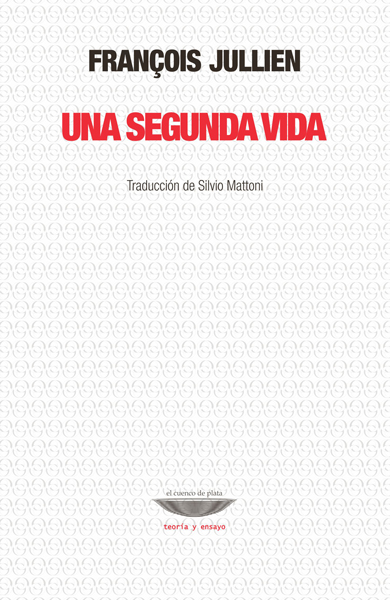 FRANÇOIS JULLIEN
UNA SEGUNDA VIDA
Traducción de Silvio Mattoni
el cuenco de plata
teoría y ensayo